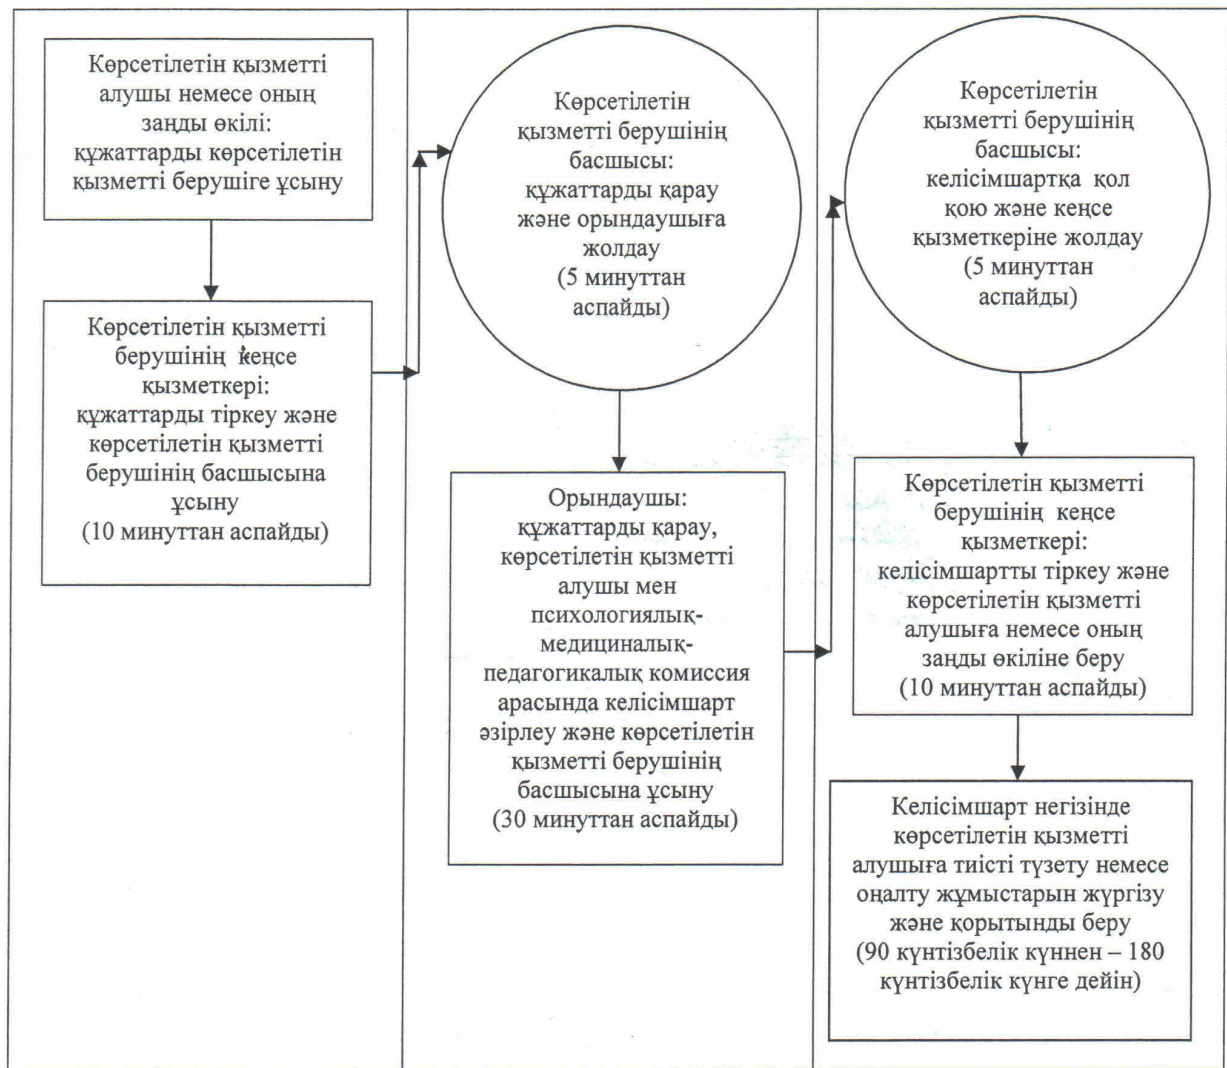 Көрсетілетін қызметті
алушы немесе оның
заңды өкілі:
құжаттарды көрсетілетін
қызметті берушіге ұсыну
Көрсетілетін қызметті
берушінің кеңсе
қызметкері:
құжаттарды тіркеу және
көрсетілетін қызметті
берушінің басшысына
ұсыну
(10 минуттан аспайды)
Көрсетілетін
қызметті берушінің
басшысы:
құжаттарды қарау
және орындаушыға
жолдау
(5 минуттан
аспайды)
Орындаушы:
құжаттарды қарау,
көрсетілетін қызметті
алушы мен
психологиялық-
медициналық-
педагогикалық комиссия
арасында келісімшарт
әзірлеу және көрсетілетін
қызметті берушінің
басшысына ұсыну
(30 минуттан аспайды)
Көрсетілетін
қызметті берушінің
басшысы:
келісімшартқа қол
қою және кеңсе
қызметкеріне жолдау
(5 минуттан
аспайды)
Көрсетілетін қызметті
берушінің кеңсе
қызметкері:
келісімшартты тіркеу және
көрсетілетін қызметті
алушыға немесе оның
заңды өкіліне беру
(10 минуттан аспайды)
Келісімшарт негізінде
көрсетілетін қызметті
алушыға тиісті түзету немесе
оңалту жұмыстарын жүргізу
және қорытынды беру
(90 күнтізбелік күннен – 180
күнтізбелік күнге дейін)